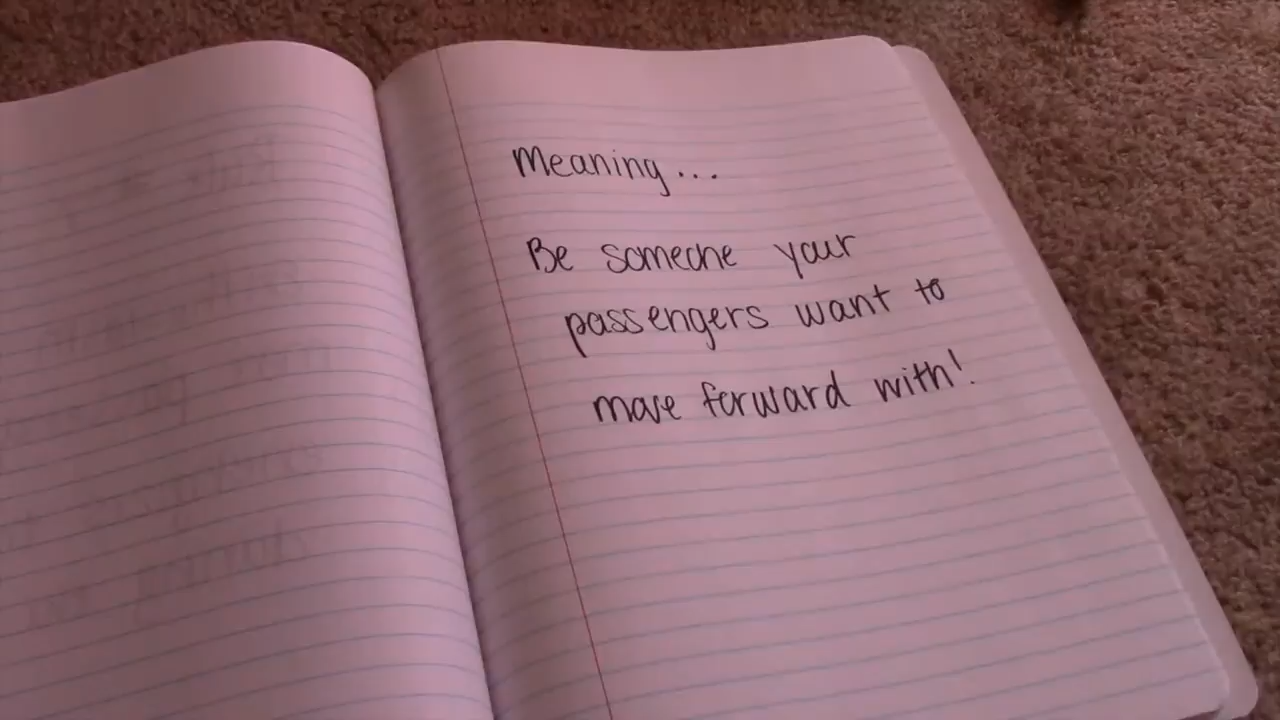 Meaning...
Be someone your
passengers want to
move forward with!